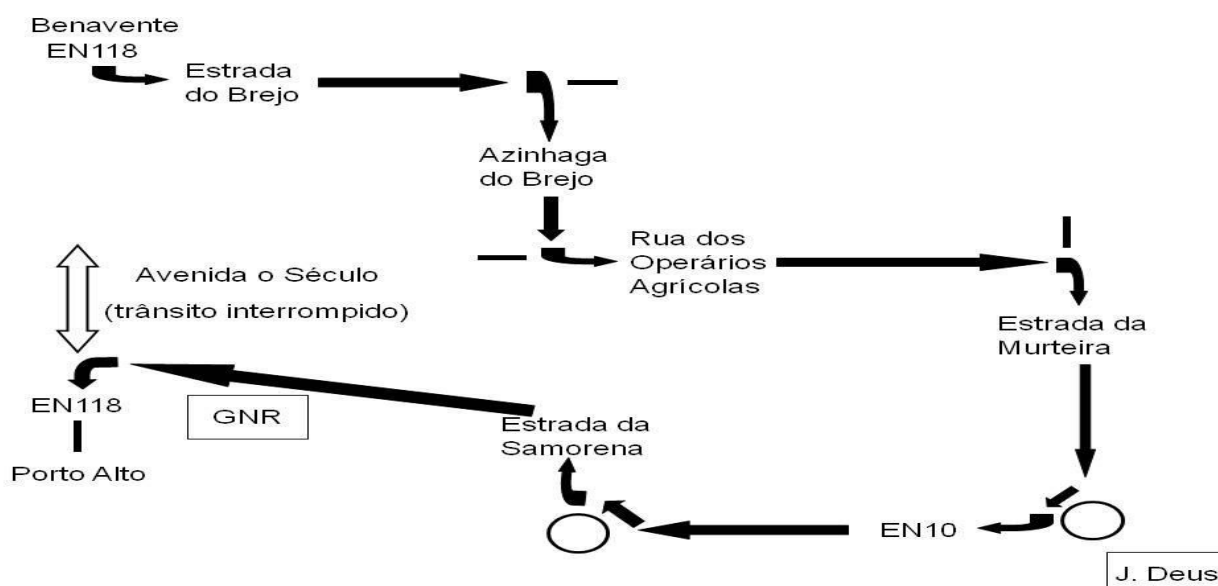 Benavente
EN118
Estrada
do Brejo
Azinhaga
do Brejo
Rua dos
Operários
Agrícolas
Avenida o Século
(trânsito interrompido)
Estrada da
Murteira
EN118
GNR
Estrada da
Samorena
Porto Alto
EN10
J. Deus